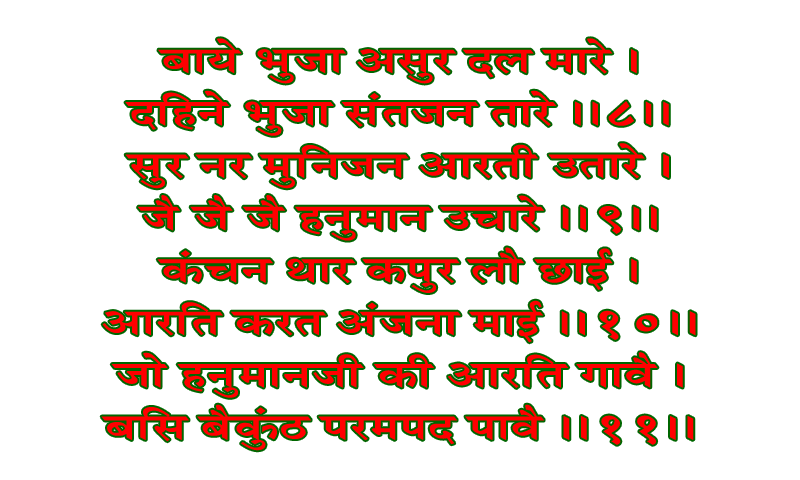 बाये भुजा असुर दल मारे ।
दहिने भुजा संतजन तारे ।।८।।
सुर नर मुनिजन आरती उतारे ।
जै जै जै हनुमान उचारे ।।९।।
कंचन थार कपुर लौ छाई ।
आरति करत अंजना माई ।।१०।।
जो हनुमानजी की आरति गावै ।
बसि बैकुंठ परमपद पावै ।।११।।